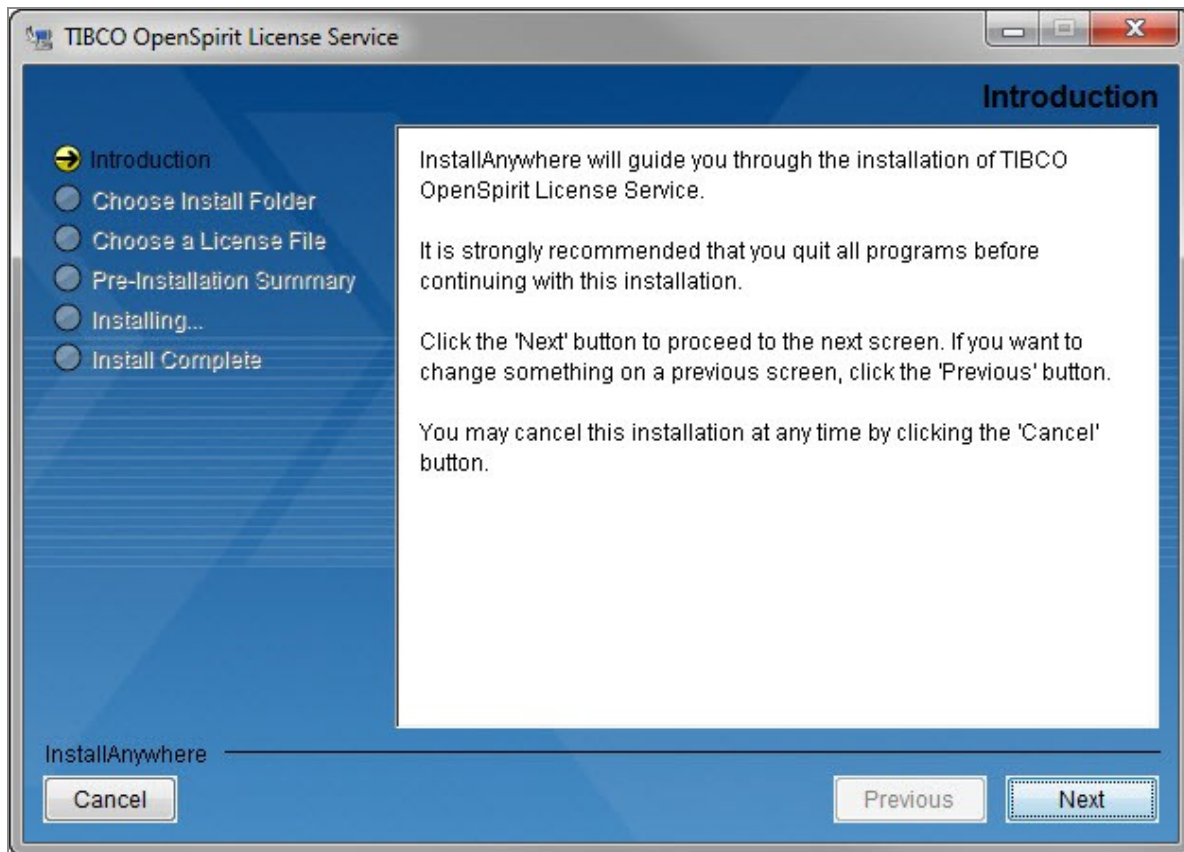 TIBCO OpenSpirit License Service
Introduction
Introduction
Choose Install Folder
Choose a License File
Pre-Installation Summary
Installing...
Install Complete
InstallAnywhere will guide you through the installation of TIBCO
OpenSpirit License Service.
It is strongly recommended that you quit all programs before
continuing with this installation.
Click the 'Next' button to proceed to the next screen. If you want to
change something on a previous screen, click the 'Previous' button.
You may cancel this installation at any time by clicking the 'Cancel'
button.
InstallAnywhere
Cancel
Previous
Next